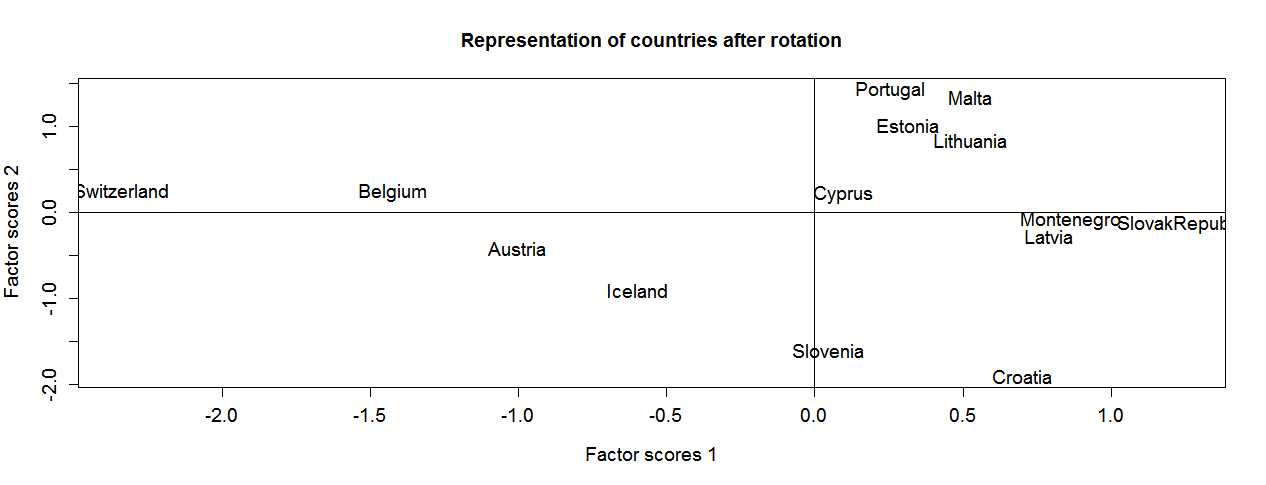 Representation of countries after rotation
Portugal
Malta
1.0
Estonia
Lithuania
Factor scores 2
Switzerland
Belgium
Cyprus
0.0
Montenegro
SlovakRepub
Latvia
Austria
-1.0
Iceland
Slovenia
Croatia
-2.0
-2.0 -1.5 -1.0 -0.5 0.0 0.5 1.0
Factor scores 1